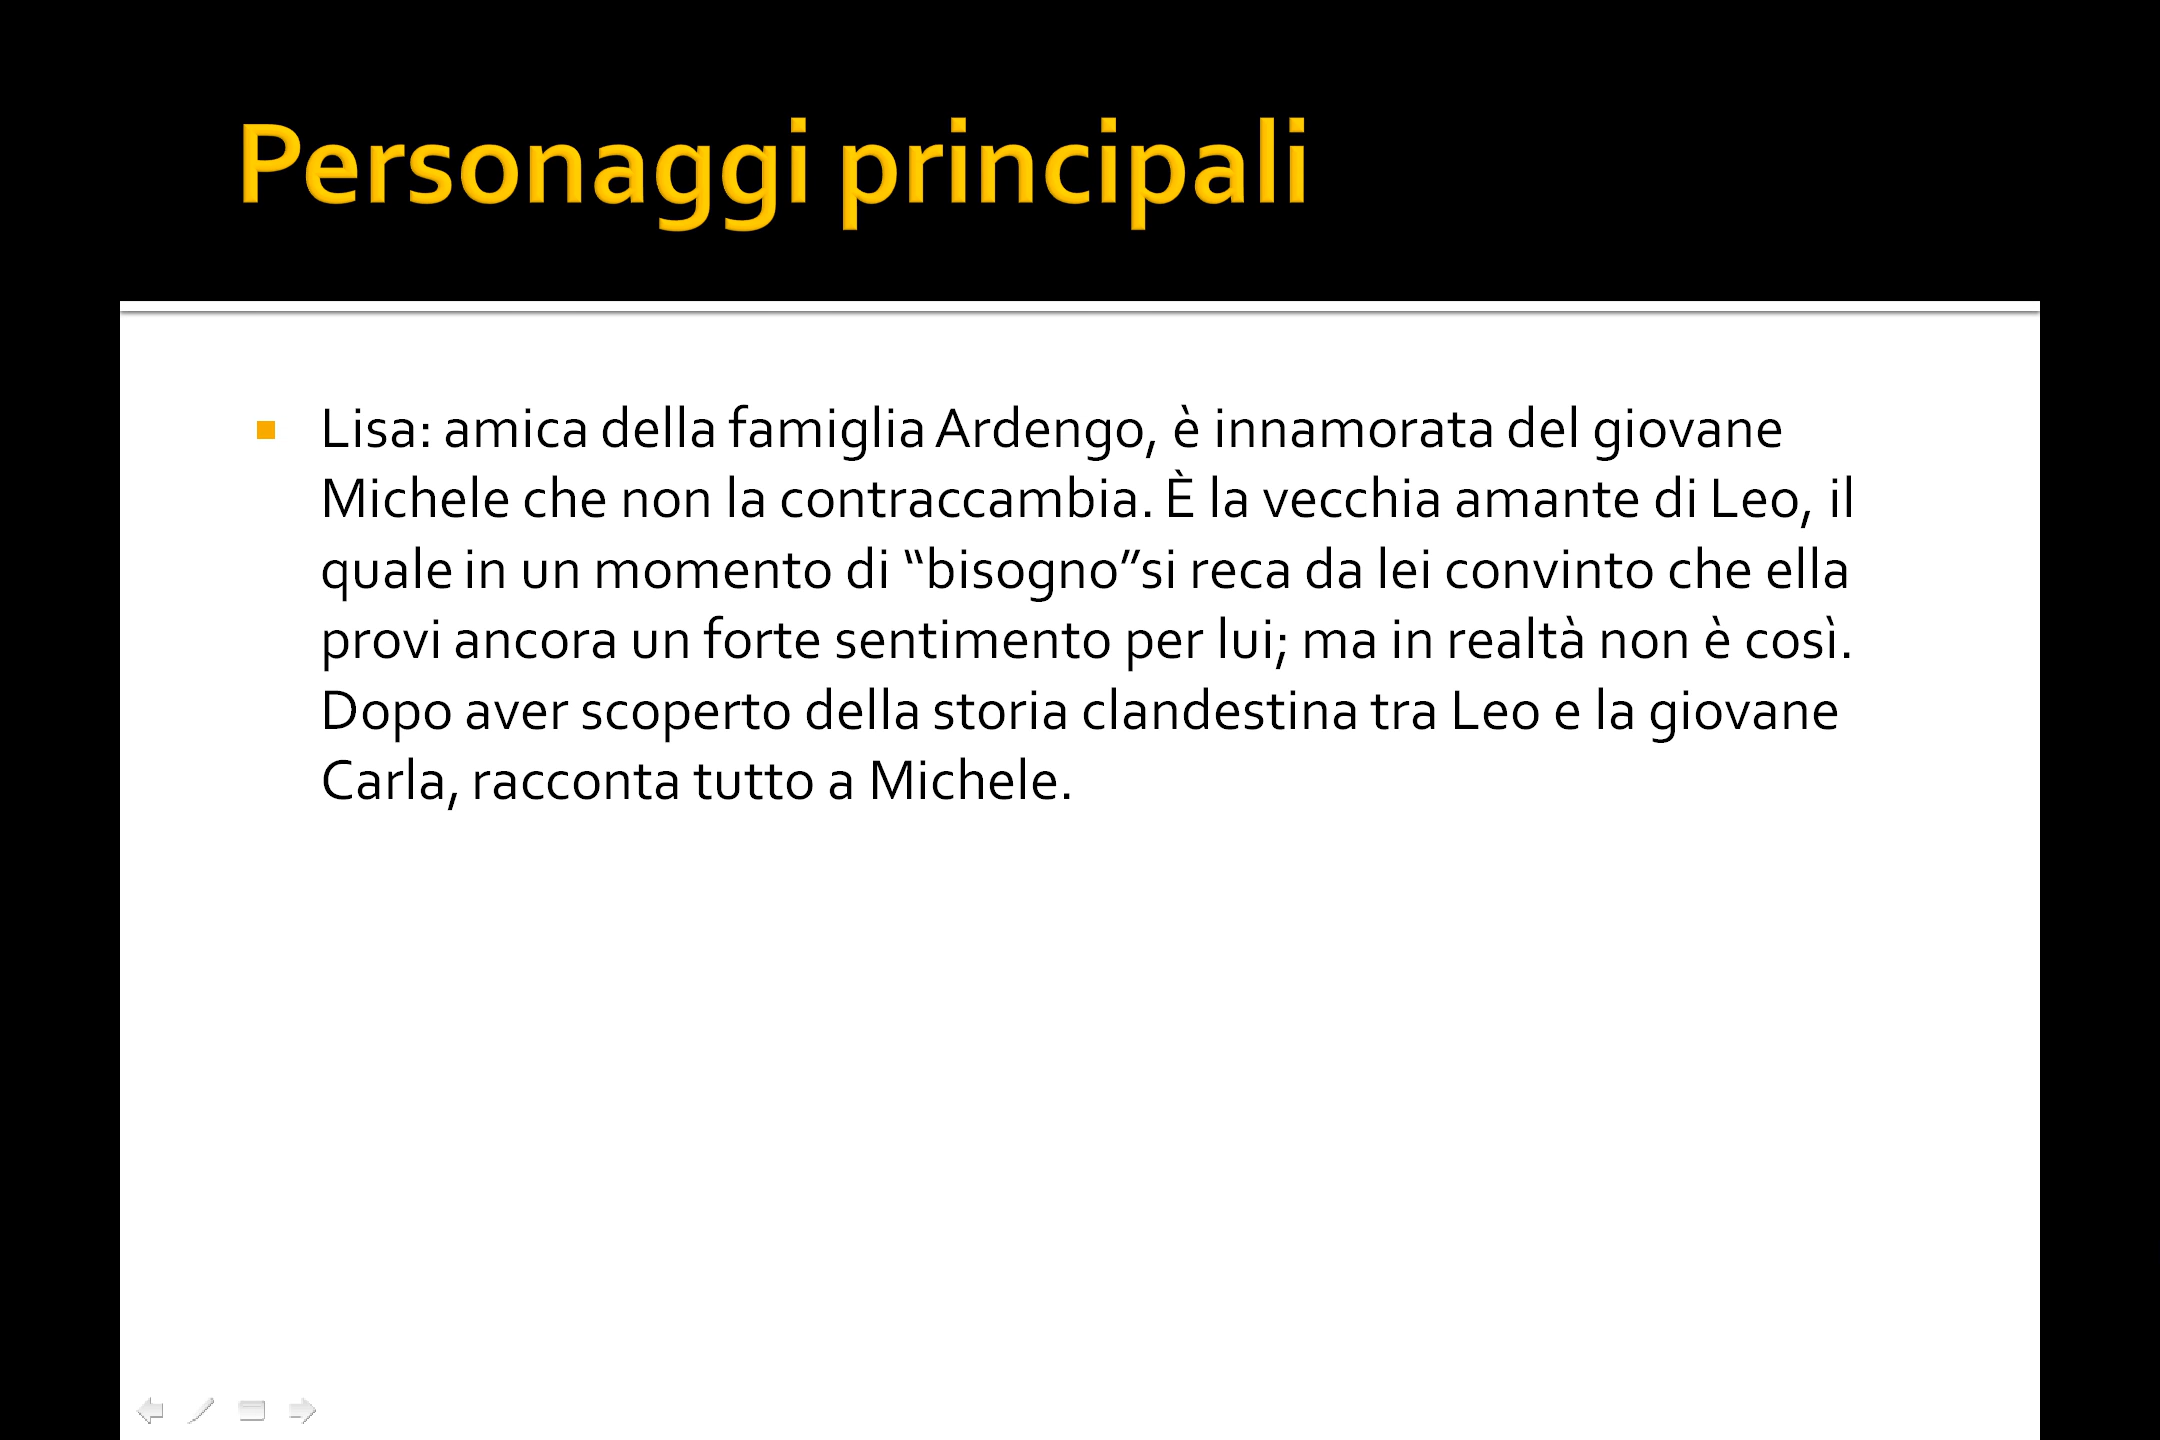 Personaggi principali
Lisa: amica della famiglia Ardengo, è innamorata del giovane
Michele che non la contraccambia. È la vecchia amante di Leo, il
quale in un momento di “bisogno”si reca da lei convinto che ella
provi ancora un forte sentimento per lui; ma in realtà non è così.
Dopo aver scoperto della storia clandestina tra Leo e la giovane
Carla, racconta tutto a Michele.